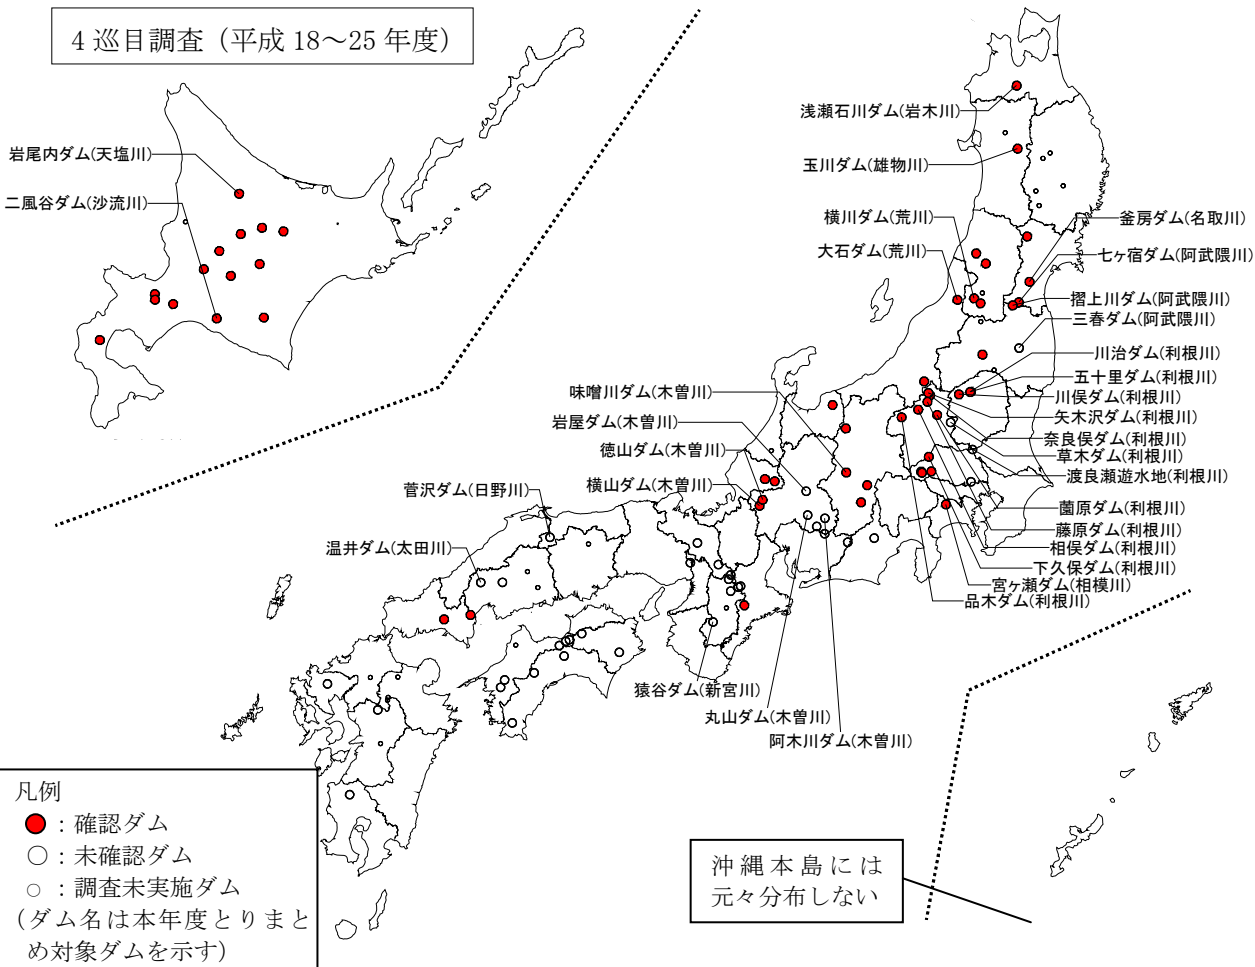 4巡目調査（平成 18～25 年度）
岩尾内ダム(天塩川)
二風谷ダム(沙流川)
浅瀬石川ダム(岩木川)
玉川ダム(雄物川)
横川ダム(荒川)
大石ダム(荒川)
釜房ダム(名取川)
七ヶ宿ダム(阿武隈川)
摺上川ダム(阿武隈川)
三春ダム(阿武隈川)
川治ダム(利根川)
五十里ダム(利根川)
川俣ダム(利根川)
矢木沢ダム(利根川)
奈良俣ダム(利根川)
草木ダム(利根川)
渡良瀬遊水地(利根川)
薗原ダム(利根川)
藤原ダム(利根川)
相俣ダム(利根川)
下久保ダム(利根川)
宮ヶ瀬ダム(相模川)
品木ダム(利根川)
味噌川ダム(木曽川)
岩屋ダム(木曽川)
徳山ダム(木曽川)
横山ダム(木曽川)
菅沢ダム(日野川)
温井ダム(太田川)
猿谷ダム(新宮川)
丸山ダム(木曽川)
阿木川ダム(木曽川)
凡例
：確認ダム
○：未確認ダム
○：調査未実施ダム
（ダム名は本年度とりまと
め対象ダムを示す）
沖縄本島には
元々分布しない